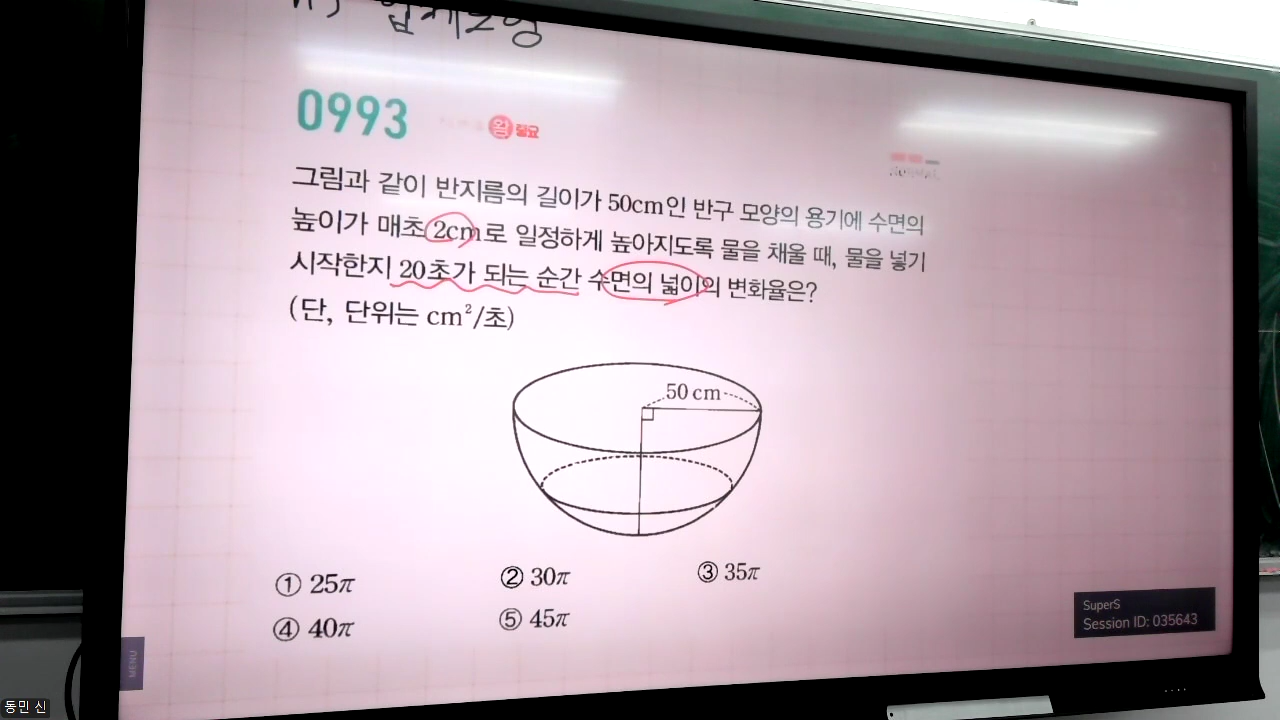 0993
왕 필요
그림과 같이 반지름의 길이가 50cm인 반구 모양의 용기에 수면의
높이가 매초 2cm로 일정하게 높아지도록 물을 채울 때, 물을 넣기
시작한지 20초가 되는 순간 수면의 넓이의 변화율은?
(단, 단위는 cm²/초)
50 cm
① 25π ② 30π ③ 35π
④ 40π ⑤ 45π
SuperS
Session ID: 035643
MENU
동민 신